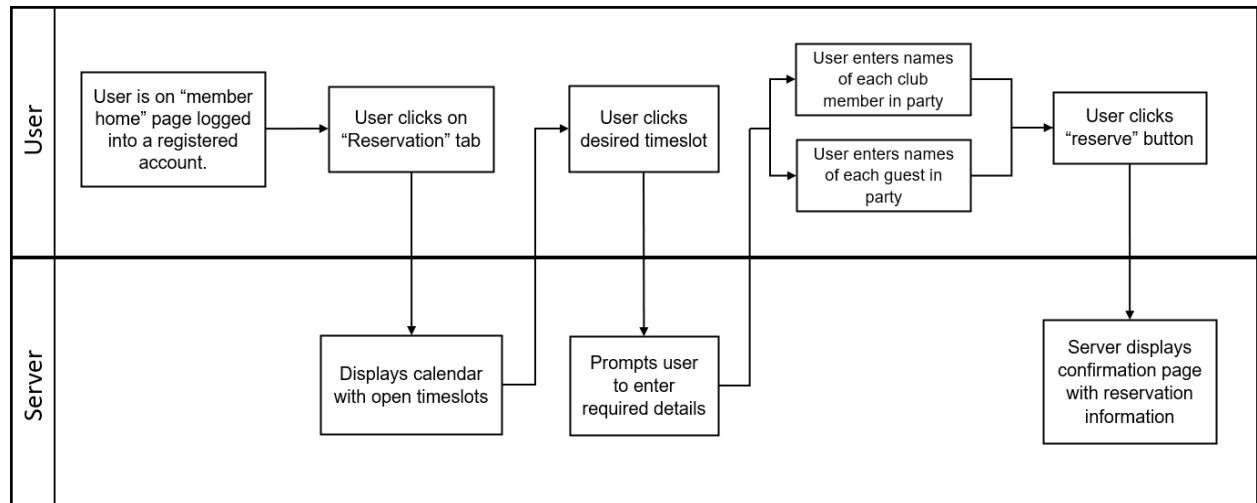 User
User is on “member
home” page logged
into a registered
account.
User clicks on
“Reservation” tab
User clicks
desired timeslot
User enters names
of each club
member in party
User enters names
of each guest in
party
User clicks
“reserve” button
Server
Displays calendar
with open timeslots
Prompts user
to enter
required details
Server displays
confirmation page
with reservation
information